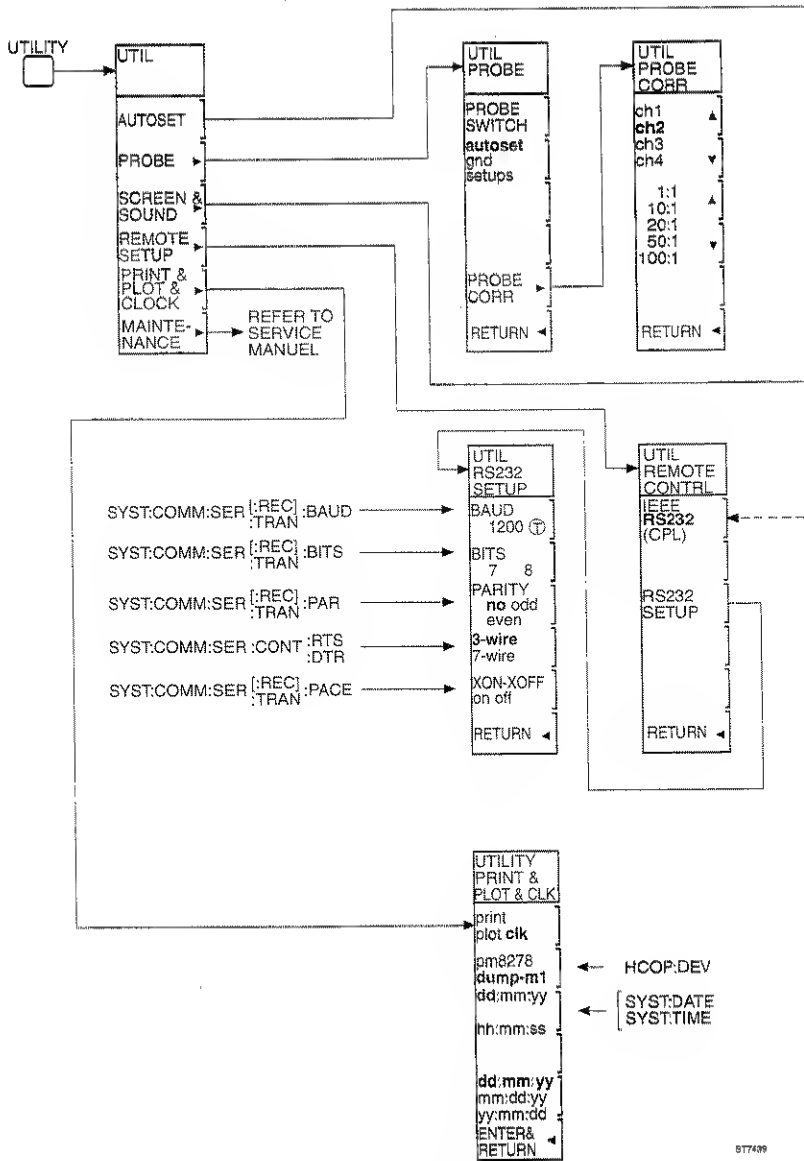 UTILITY
UTIL
AUTOSET
PROBE
SCREEN &
SOUND
REMOTE
SETUP
PRINT &
PLOT &
CLOCK
MAINTE-
NANCE
REFER TO
SERVICE
MANUEL
UTIL
PROBE
PROBE
SWITCH
autoset
gnd
setups
PROBE
CORR
RETURN
UTIL
PROBE
CORR
ch1
ch2
ch3
ch4
1:1
10:1
20:1
50:1
100:1
RETURN
SYST:COMM:SER [:REC] :BAUD
:TRAN
SYST:COMM:SER [:REC] :BITS
:TRAN
SYST:COMM:SER [:REC] :PAR
:TRAN
SYST:COMM:SER :CONT :RTS
:DTR
SYST:COMM:SER [:REC] :PACE
:TRAN
UTIL
RS232
SETUP
BAUD
1200 Ⓣ
BITS
7 8
PARITY
no odd
even
3-wire
7-wire
XON-XOFF
on off
RETURN
UTIL
REMOTE
CONTRL
IEEE
RS232
(CPL)
RS232
SETUP
RETURN
UTILITY
PRINT &
PLOT & CLK
print
plot clk
pm8278
dump-m1
dd:mm:yy
hh:mm:ss
dd:mm:yy
mm:dd:yy
yy:mm:dd
ENTER&
RETURN
HCOP:DEV
SYST:DATE
SYST:TIME
ST7439